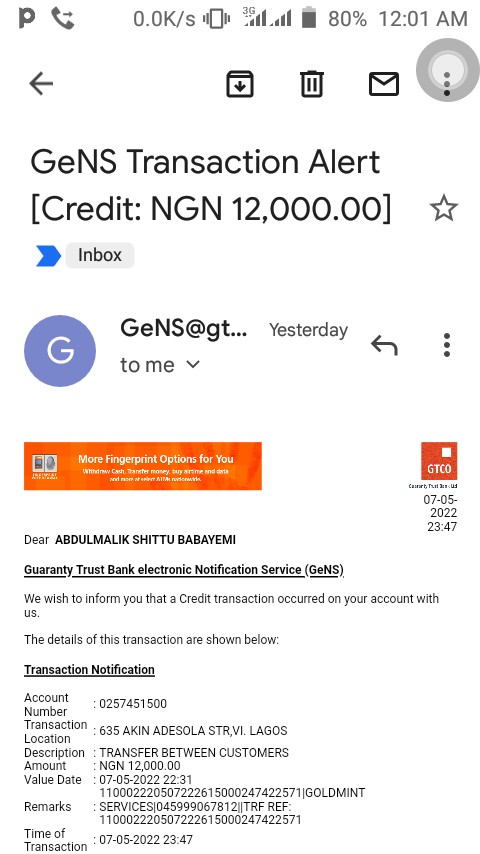 0.0K/s 3G 80% 12:01 AM
GeNS Transaction Alert
[Credit: NGN 12,000.00]
Inbox
G
GeNS@gt... Yesterday
to me
More Fingerprint Options for You
Withdraw Cash, Transfer money, buy airtime and data
and more at select ATMs nationwide.
GTCO
Guaranty Trust Bank Ltd
07-05-
2022
23:47
Dear ABDULMALIK SHITTU BABAYEMI
Guaranty Trust Bank electronic Notification Service (GeNS)
We wish to inform you that a Credit transaction occurred on your account with
us.
The details of this transaction are shown below:
Transaction Notification
Account
Number : 0257451500
Transaction
Location : 635 AKIN ADESOLA STR,VI. LAGOS
Description : TRANSFER BETWEEN CUSTOMERS
Amount : NGN 12,000.00
Value Date : 07-05-2022 22:31
110002220507222615000247422571|GOLDMINT
Remarks : SERVICES|045999067812||TRF REF:
110002220507222615000247422571
Time of
Transaction : 07-05-2022 23:47